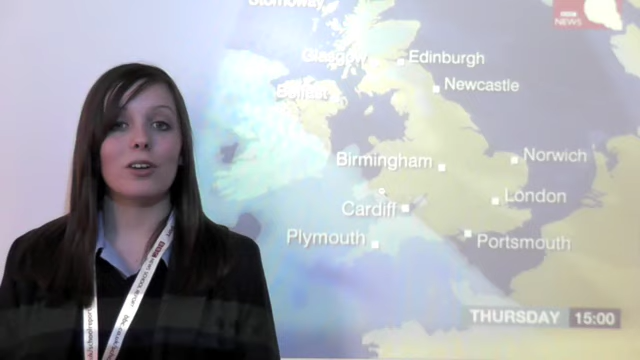 Stornoway
BBC
NEWS
Glasgow
Edinburgh
Belfast
Newcastle
Birmingham
Norwich
Cardiff
London
Plymouth
Portsmouth
THURSDAY 15:00